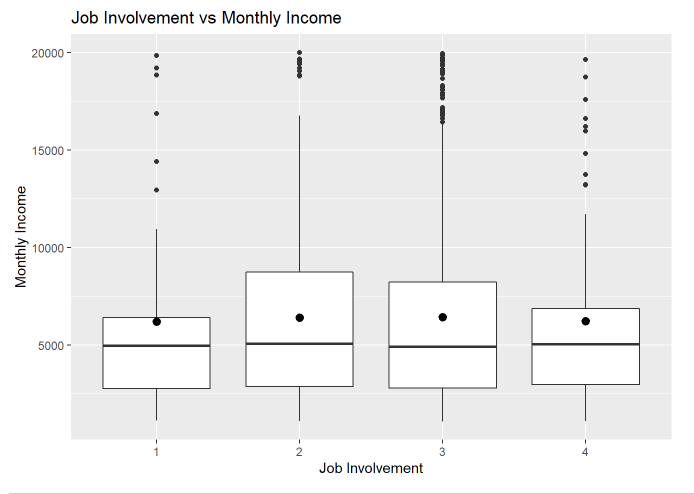 Job Involvement vs Monthly Income
20000
15000
10000
5000
Monthly Income
1 2 3 4
Job Involvement